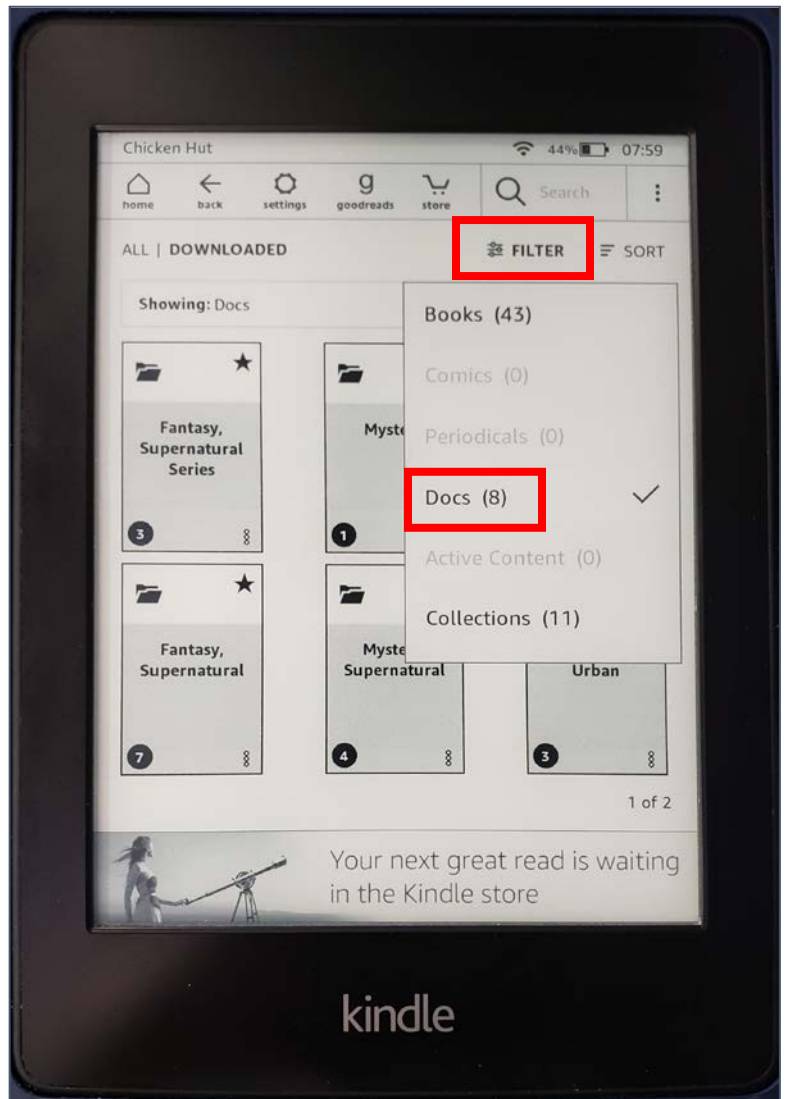 Chicken Hut 44% 07:59
home back settings goodreads store Search
ALL | DOWNLOADED FILTER SORT
Showing: Docs
Books (43)
Comics (0)
Periodicals (0)
Docs (8)
Active Content (0)
Collections (11)
Fantasy,
Supernatural
Series
3
1
Fantasy,
Supernatural
7
Supernatural
4
Urban
3
1 of 2
Your next great read is waiting
in the Kindle store
kindle